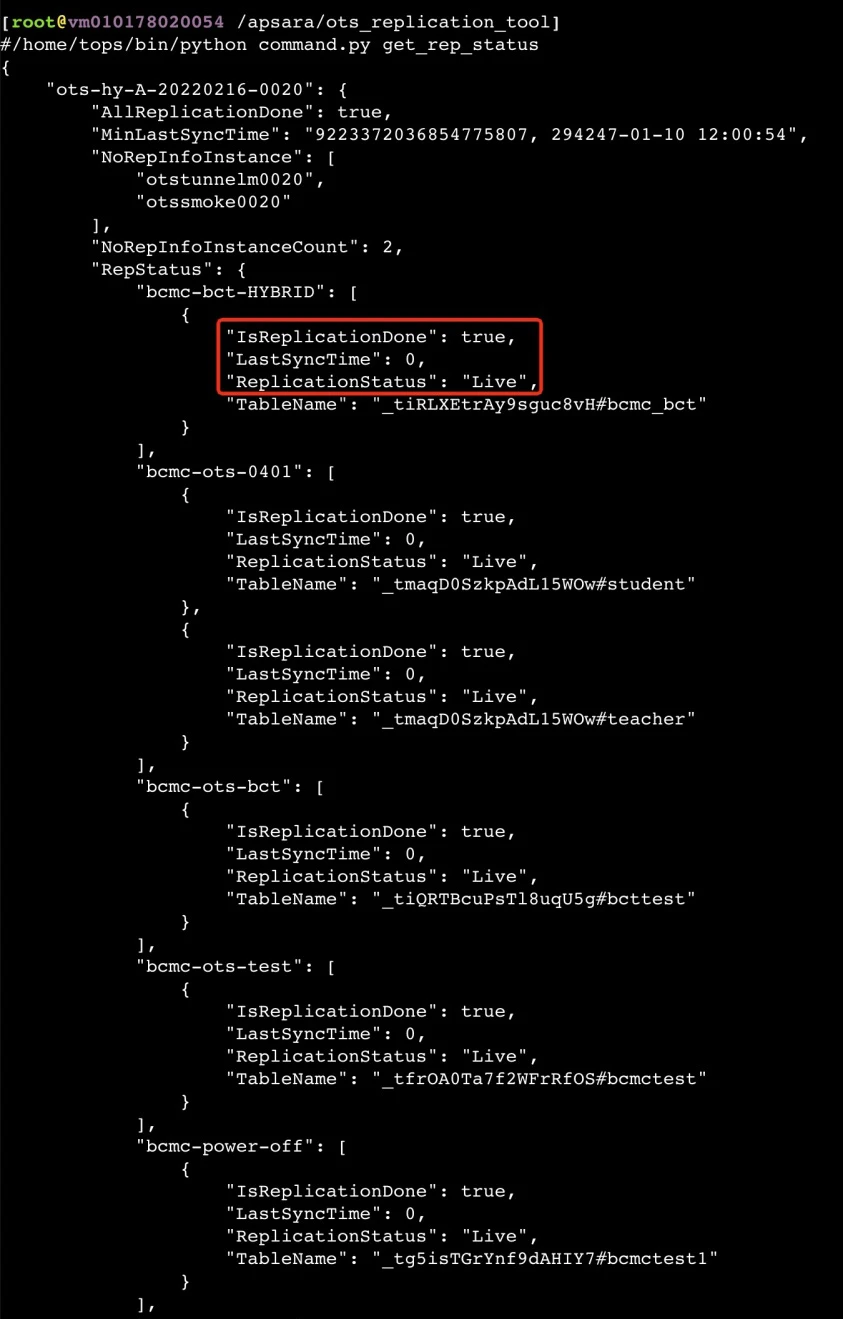 [root@vm010178020054 /apsara/ots_replication_tool]
#/home/tops/bin/python command.py get_rep_status
{
    "ots-hy-A-20220216-0020": {
        "AllReplicationDone": true,
        "MinLastSyncTime": "9223372036854775807, 294247-01-10 12:00:54",
        "NoRepInfoInstance": [
            "otstunnelm0020",
            "otssmoke0020"
        ],
        "NoRepInfoInstanceCount": 2,
        "RepStatus": {
            "bcmc-bct-HYBRID": [
                {
                    "IsReplicationDone": true,
                    "LastSyncTime": 0,
                    "ReplicationStatus": "Live",
                    "TableName": "_tiRLXEtrAy9sguc8vH#bcmc_bct"
                }
            ],
            "bcmc-ots-0401": [
                {
                    "IsReplicationDone": true,
                    "LastSyncTime": 0,
                    "ReplicationStatus": "Live",
                    "TableName": "_tmaqD0SzkpAdL15WOw#student"
                },
                {
                    "IsReplicationDone": true,
                    "LastSyncTime": 0,
                    "ReplicationStatus": "Live",
                    "TableName": "_tmaqD0SzkpAdL15WOw#teacher"
                }
            ],
            "bcmc-ots-bct": [
                {
                    "IsReplicationDone": true,
                    "LastSyncTime": 0,
                    "ReplicationStatus": "Live",
                    "TableName": "_tiQRTBcuPsTl8uqU5g#bcttest"
                }
            ],
            "bcmc-ots-test": [
                {
                    "IsReplicationDone": true,
                    "LastSyncTime": 0,
                    "ReplicationStatus": "Live",
                    "TableName": "_tfrOA0Ta7f2WFrRfOS#bcmctest"
                }
            ],
            "bcmc-power-off": [
                {
                    "IsReplicationDone": true,
                    "LastSyncTime": 0,
                    "ReplicationStatus": "Live",
                    "TableName": "_tg5isTGrYnf9dAHIY7#bcmctest1"
                }
            ],